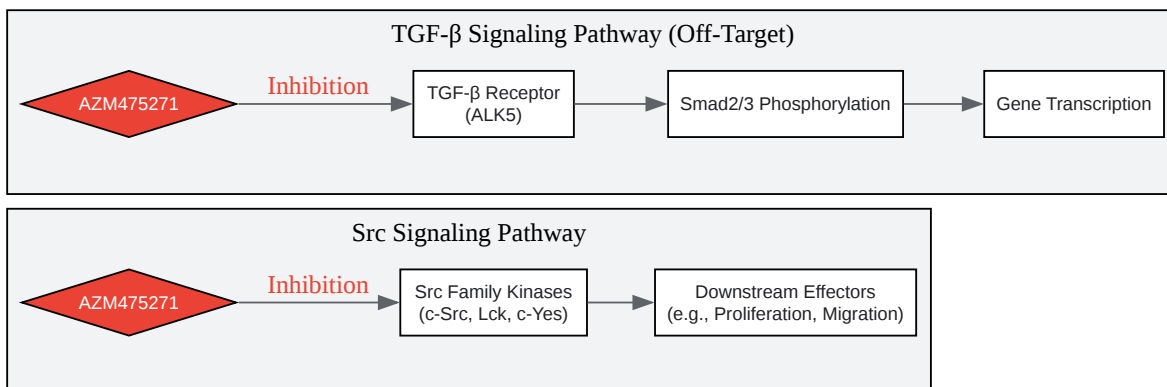 TGF-β Signaling Pathway (Off-Target)
AZM475271
Inhibition
TGF-β Receptor
(ALK5)
Smad2/3 Phosphorylation
Gene Transcription
Src Signaling Pathway
AZM475271
Inhibition
Src Family Kinases
(c-Src, Lck, c-Yes)
Downstream Effectors
(e.g., Proliferation, Migration)